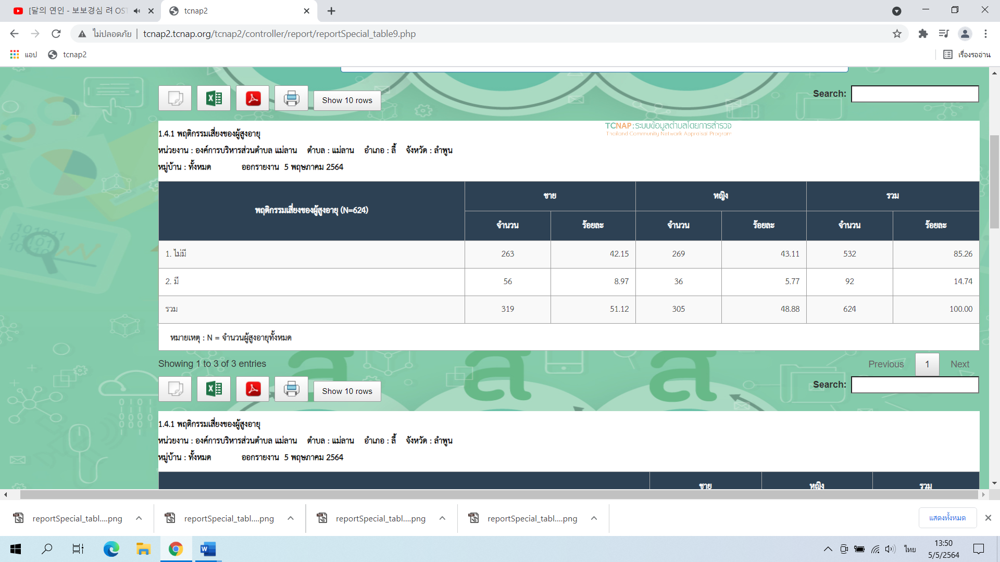 [달의 연인 - 보보경심 려 OS
tcnap2
ไม่ปลอดภัย
tcnap2.tcnap.org/tcnap2/controller/report/reportSpecial_table9.php
แอป
tcnap2
เรื่องรออ่าน
Show 10 rows
Search:
TCNAP:ระบบข้อมูลตำบลโดยการสำรวจ
Thailand Community Network Appraisal Program
1.4.1 พฤติกรรมเสี่ยงของผู้สูงอายุ
หน่วยงาน : องค์การบริหารส่วนตำบล แม่ลาน ตำบล : แม่ลาน อำเภอ : ลี้ จังหวัด : ลำพูน
หมู่บ้าน : ทั้งหมด ออกรายงาน 5 พฤษภาคม 2564
พฤติกรรมเสี่ยงของผู้สูงอายุ (N=624) ชาย หญิง รวม
จำนวน ร้อยละ จำนวน ร้อยละ จำนวน ร้อยละ
1. ไม่มี 263 42.15 269 43.11 532 85.26
2. มี 56 8.97 36 5.77 92 14.74
รวม 319 51.12 305 48.88 624 100.00
หมายเหตุ : N = จำนวนผู้สูงอายุทั้งหมด
Showing 1 to 3 of 3 entries
Previous 1 Next
Show 10 rows
Search:
1.4.1 พฤติกรรมเสี่ยงของผู้สูงอายุ
หน่วยงาน : องค์การบริหารส่วนตำบล แม่ลาน ตำบล : แม่ลาน อำเภอ : ลี้ จังหวัด : ลำพูน
หมู่บ้าน : ทั้งหมด ออกรายงาน 5 พฤษภาคม 2564
ชาย หญิง รวม
reportSpecial_tabl....png
reportSpecial_tabl....png
reportSpecial_tabl....png
reportSpecial_tabl....png
แสดงทั้งหมด
ไทย
13:50
5/5/2564